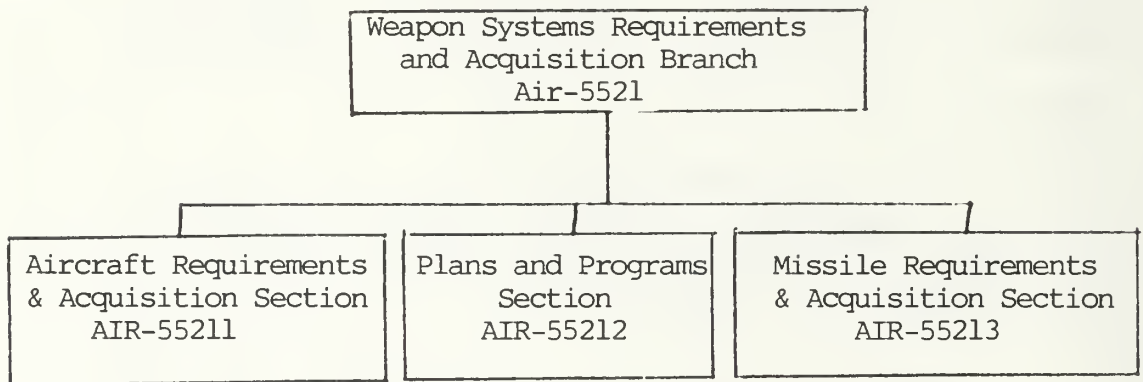 Weapon Systems Requirements
and Acquisition Branch
Air-5521
Aircraft Requirements
& Acquisition Section
AIR-55211
Plans and Programs
Section
AIR-55212
Missile Requirements
& Acquisition Section
AIR-55213